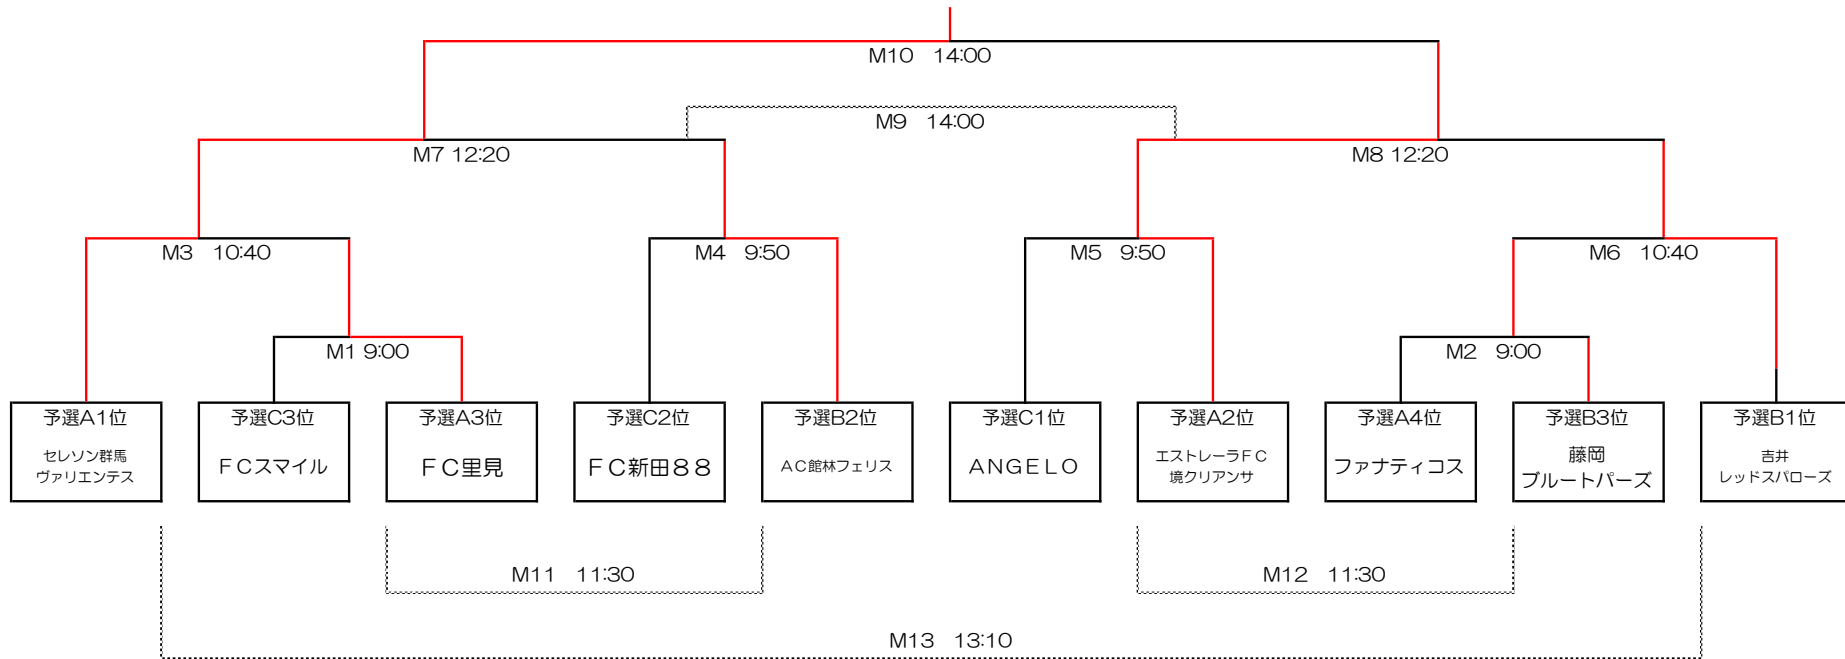 M10 14:00
M9 14:00
M7 12:20
M8 12:20
M3 10:40
M4 9:50
M5 9:50
M6 10:40
M1 9:00
M2 9:00
予選A1位
セレソン群馬
ヴァリエンテス
予選C3位
ＦＣスマイル
予選A3位
ＦＣ里見
予選C2位
ＦＣ新田８８
予選B2位
ＡＣ館林フェリス
予選C1位
ＡＮＧＥＬＯ
予選A2位
エストレーラＦＣ
境クリアンサ
予選A4位
ファナティコス
予選B3位
藤岡
ブルートパーズ
予選B1位
吉井
レッドスパローズ
M11 11:30
M12 11:30
M13 13:10